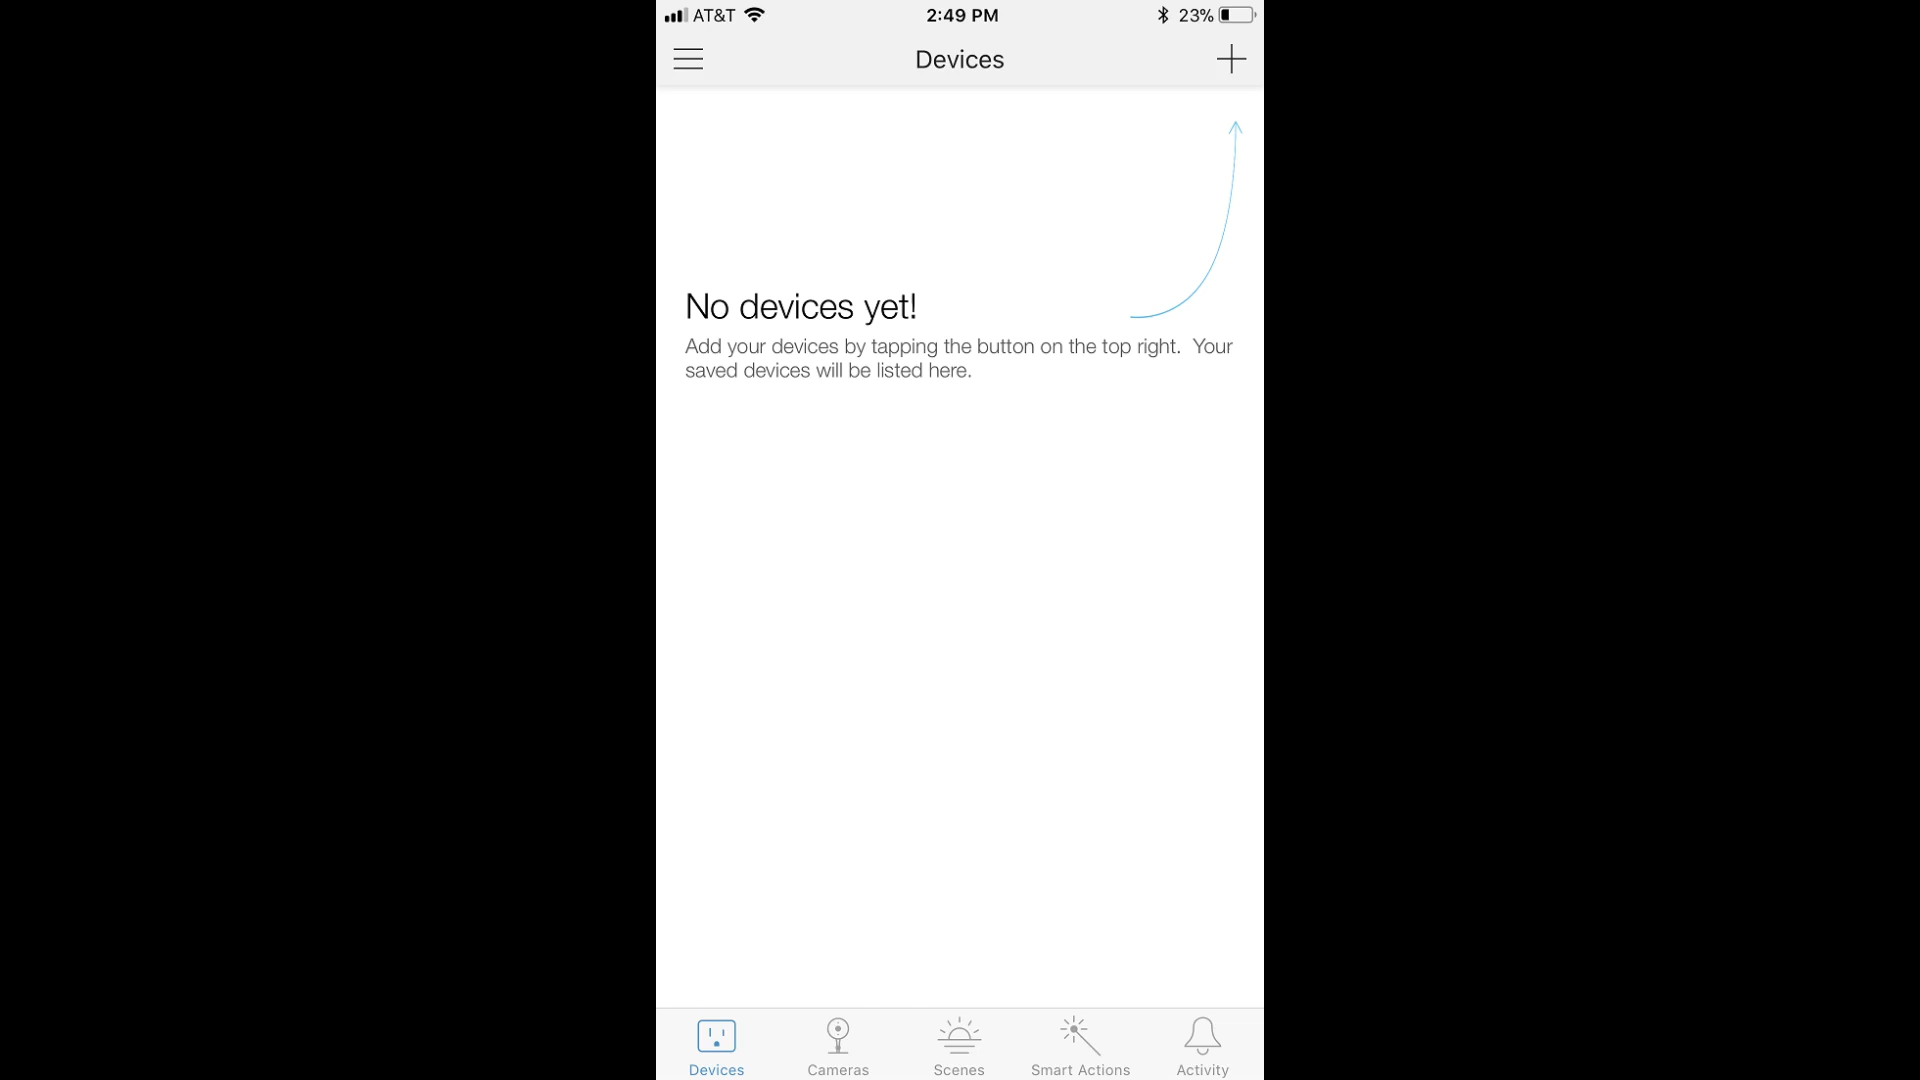 AT&T 2:49 PM 23%
Devices
No devices yet!
Add your devices by tapping the button on the top right. Your
saved devices will be listed here.
Devices Cameras Scenes Smart Actions Activity